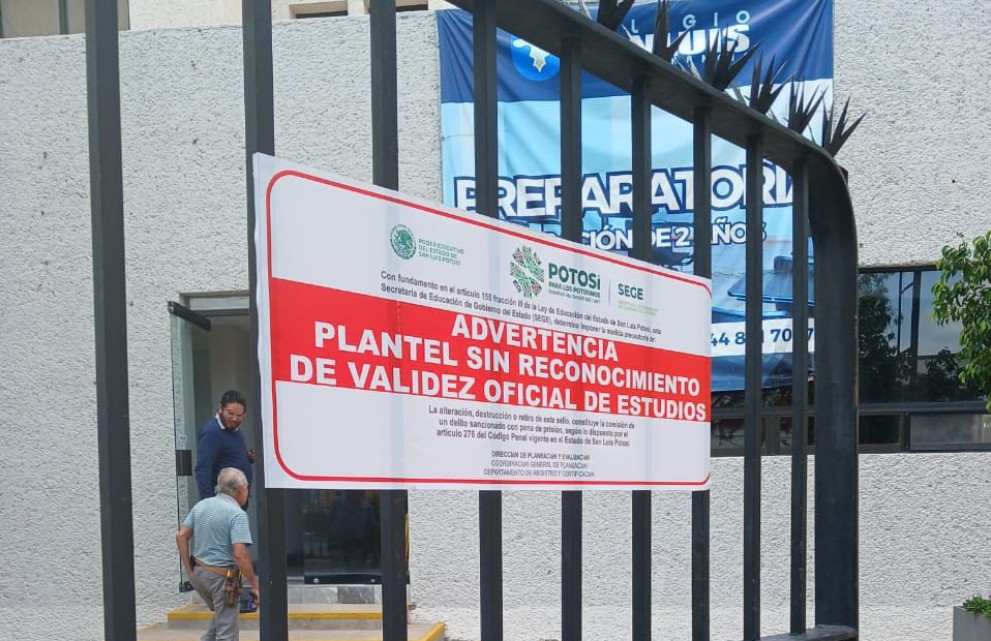 PREPARATORIA
DE 2 AÑOS
PODER EJECUTIVO
DEL ESTADO DE
SAN LUIS POTOSÍ
POTOSÍ
PARA LOS POTOSINOS
SEGE
Con fundamento en el artículo 158 fracción III de la Ley de Educación del Estado de San Luis Potosí, esta
Secretaría de Educación de Gobierno del Estado (SEGE), determina imponer la medida precautoria de:
ADVERTENCIA
PLANTEL SIN RECONOCIMIENTO
DE VALIDEZ OFICIAL DE ESTUDIOS
La alteración, destrucción o retiro de este sello, constituye la comisión de
un delito sancionado con pena de prisión, según lo dispuesto por el
artículo 276 del Código Penal vigente en el Estado de San Luis Potosí
DIRECCIÓN DE PLANEACIÓN Y EVALUACIÓN
COORDINACIÓN GENERAL DE PLANEACIÓN
DEPARTAMENTO DE REGISTRO Y CERTIFICACIÓN